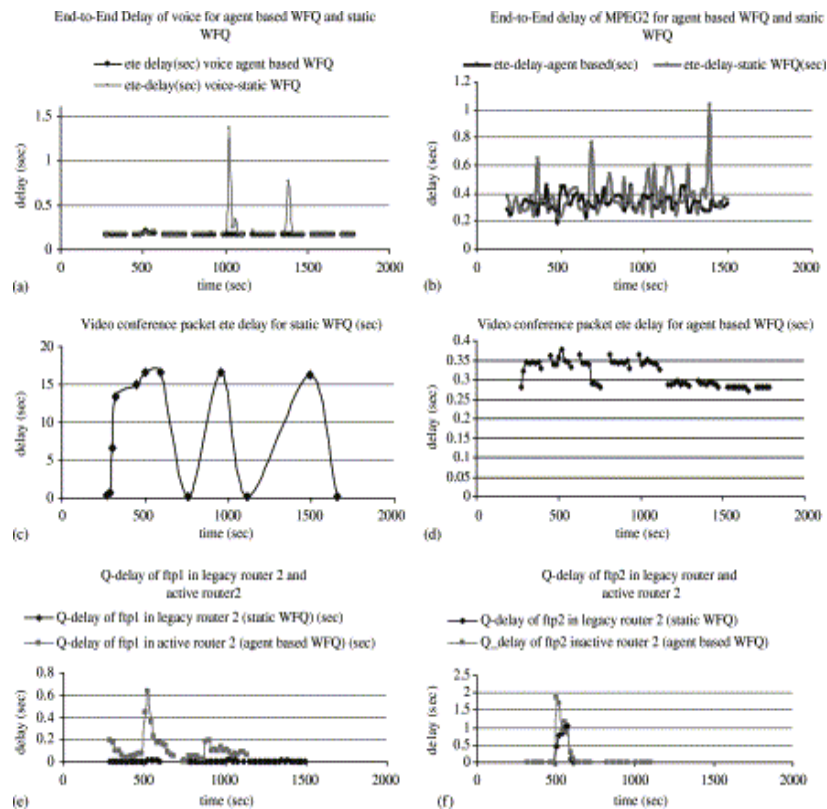 End-to-End Delay of voice for agent based WFQ and static
WFQ
ete delay(sec) voice agent based WFQ
ete-delay(sec) voice-static WFQ
delay (sec)
1.5
1
0.5
0
0
500
1000
1500
2000
time (sec)
(a)
End-to-End delay of MPEG2 for agent based WFQ and static
WFQ
ete-delay-agent based(sec)
ete-delay-static WFQ(sec)
delay (sec)
1.2
1
0.8
0.6
0.4
0.2
0
0
500
1000
1500
2000
time (sec)
(b)
Video conference packet ete delay for static WFQ (sec)
delay (sec)
20
15
10
5
0
0
500
1000
1500
2000
time (sec)
(c)
Video conference packet ete delay for agent based WFQ (sec)
delay (sec)
0.4
0.35
0.3
0.25
0.2
0.15
0.1
0.05
0
0
500
1000
1500
2000
time (sec)
(d)
Q-delay of ftp1 in legacy router 2 and
active router2
Q-delay of ftp1 in legacy router 2 (static WFQ) (sec)
Q-delay of ftp1 in active router 2 (agent based WFQ) (sec)
delay (sec)
0.8
0.6
0.4
0.2
0
0
500
1000
1500
2000
time (sec)
(e)
Q-delay of ftp2 in legacy router and
active router 2
Q-delay of ftp2 in legacy router 2 (static WFQ)
Q_delay of ftp2 inactive router 2 (agent based WFQ)
delay (sec)
2.5
2
1.5
1
0.5
0
0
500
1000
1500
2000
time (sec)
(f)